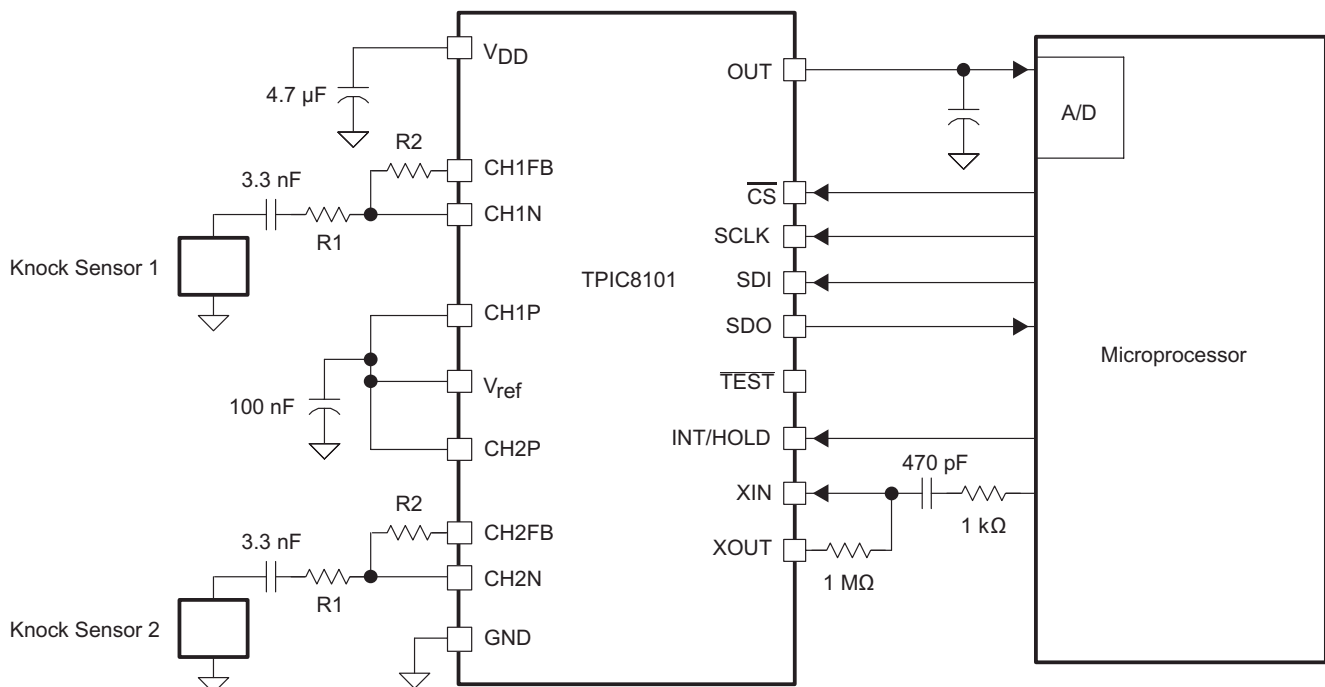 VDD
4.7 µF
R2
CH1FB
3.3 nF
CH1N
R1
Knock Sensor 1
CH1P
Vref
100 nF
CH2P
R2
CH2FB
3.3 nF
CH2N
R1
Knock Sensor 2
GND
TPIC8101
OUT
CS
SCLK
SDI
SDO
TEST
INT/HOLD
470 pF
XIN
1 kΩ
XOUT
1 MΩ
A/D
Microprocessor